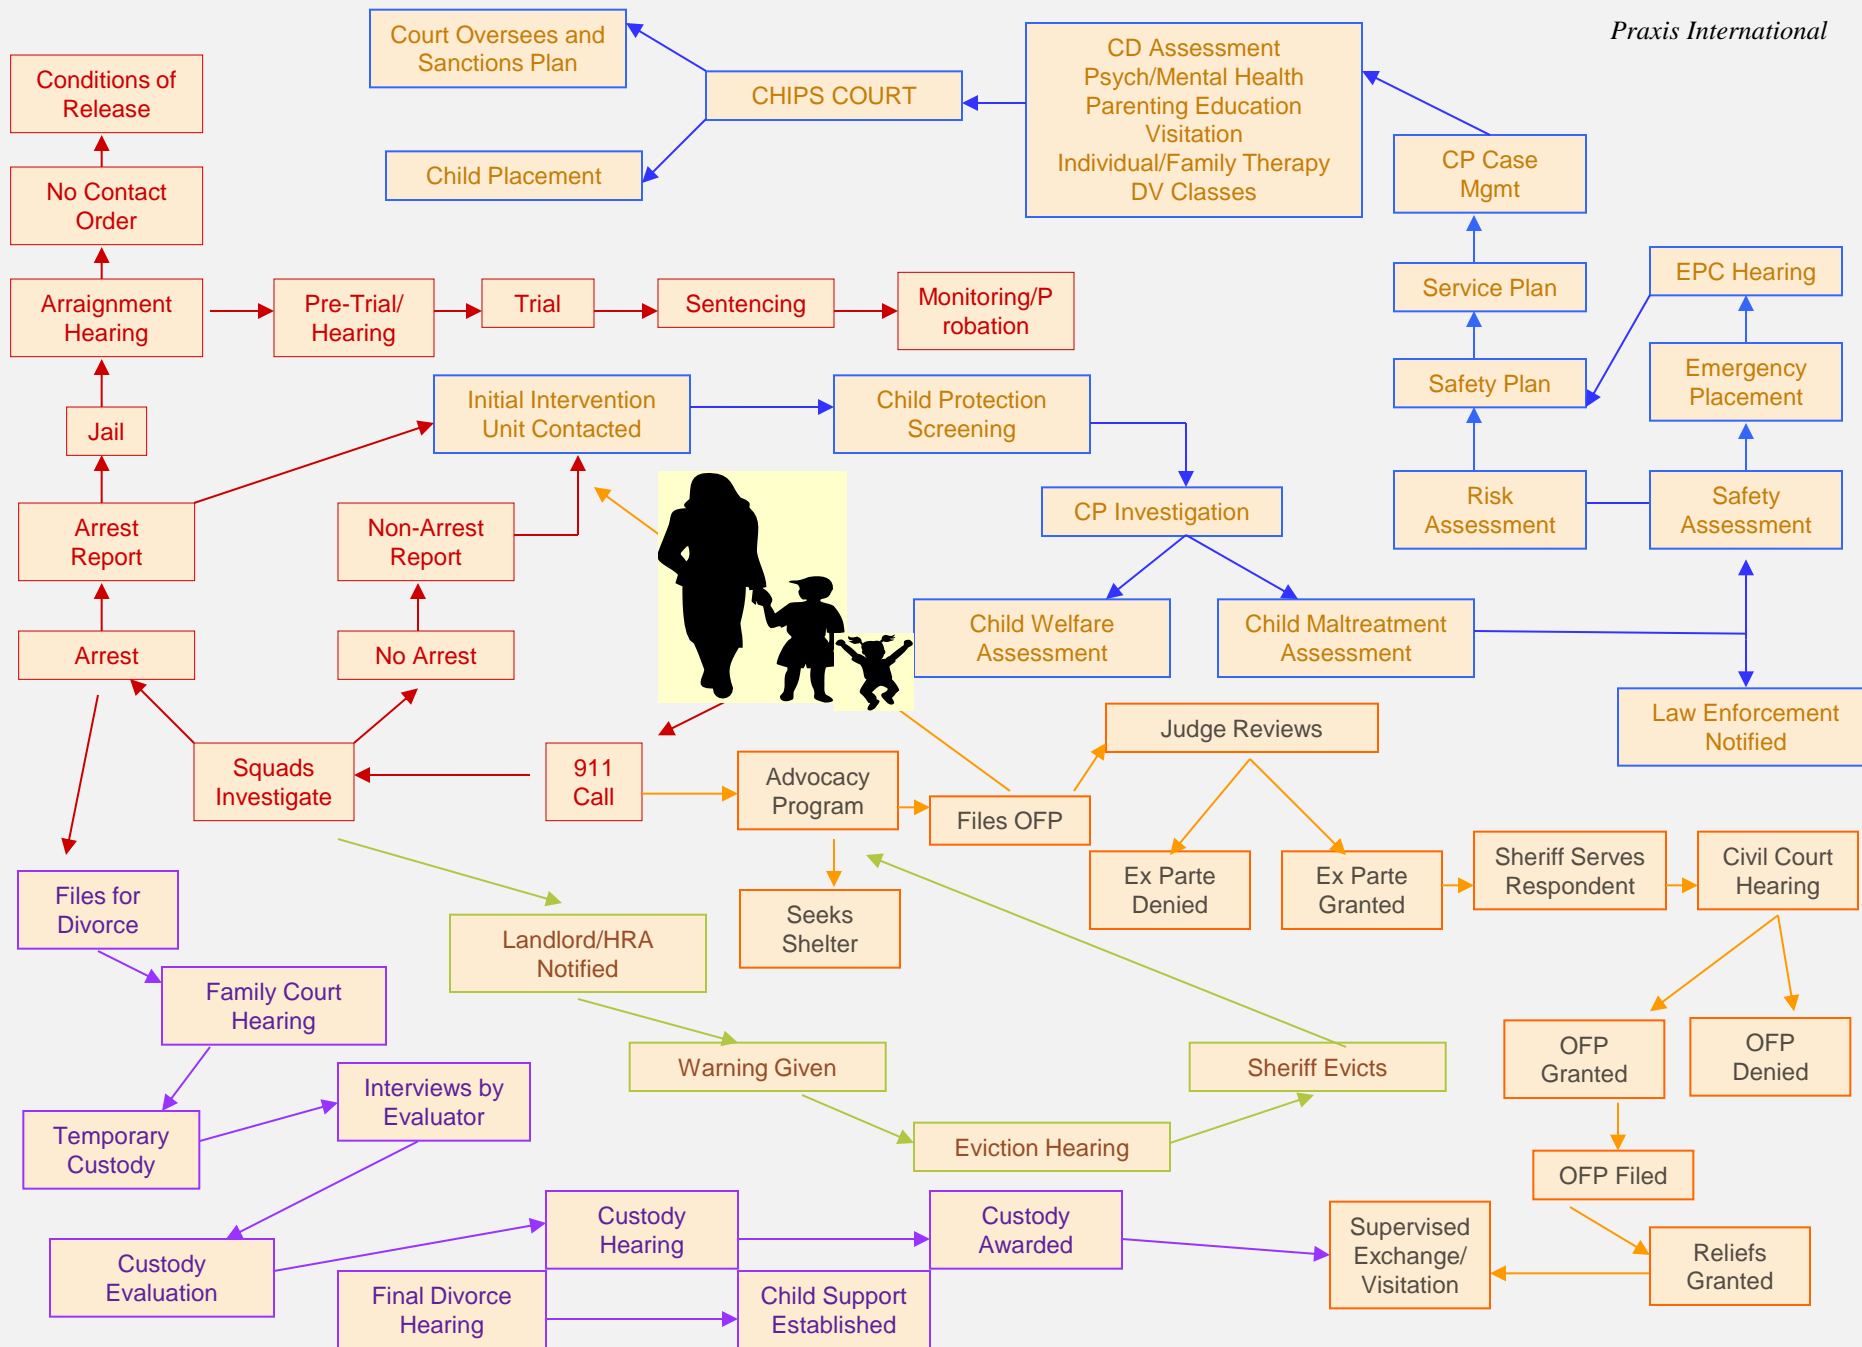 Praxis International
Court Oversees and
Sanctions Plan
CD Assessment
Psych/Mental Health
Parenting Education
Visitation
Individual/Family Therapy
DV Classes
Conditions of
Release
CHIPS COURT
Child Placement
CP Case
Mgmt
No Contact
Order
Service Plan
EPC Hearing
Arraignment
Hearing
Pre-Trial/
Hearing
Trial
Sentencing
Monitoring/P
robation
Safety Plan
Emergency
Placement
Jail
Initial Intervention
Unit Contacted
Child Protection
Screening
Arrest
Report
Non-Arrest
Report
CP Investigation
Risk
Assessment
Safety
Assessment
Arrest
No Arrest
Child Welfare
Assessment
Child Maltreatment
Assessment
Law Enforcement
Notified
Squads
Investigate
911
Call
Advocacy
Program
Files OFP
Judge Reviews
Files for
Divorce
Landlord/HRA
Notified
Seeks
Shelter
Ex Parte
Denied
Ex Parte
Granted
Sheriff Serves
Respondent
Civil Court
Hearing
Family Court
Hearing
Warning Given
Sheriff Evicts
OFP
Granted
OFP
Denied
Temporary
Custody
Interviews by
Evaluator
Eviction Hearing
OFP Filed
Custody
Evaluation
Custody
Hearing
Custody
Awarded
Supervised
Exchange/
Visitation
Reliefs
Granted
Final Divorce
Hearing
Child Support
Established